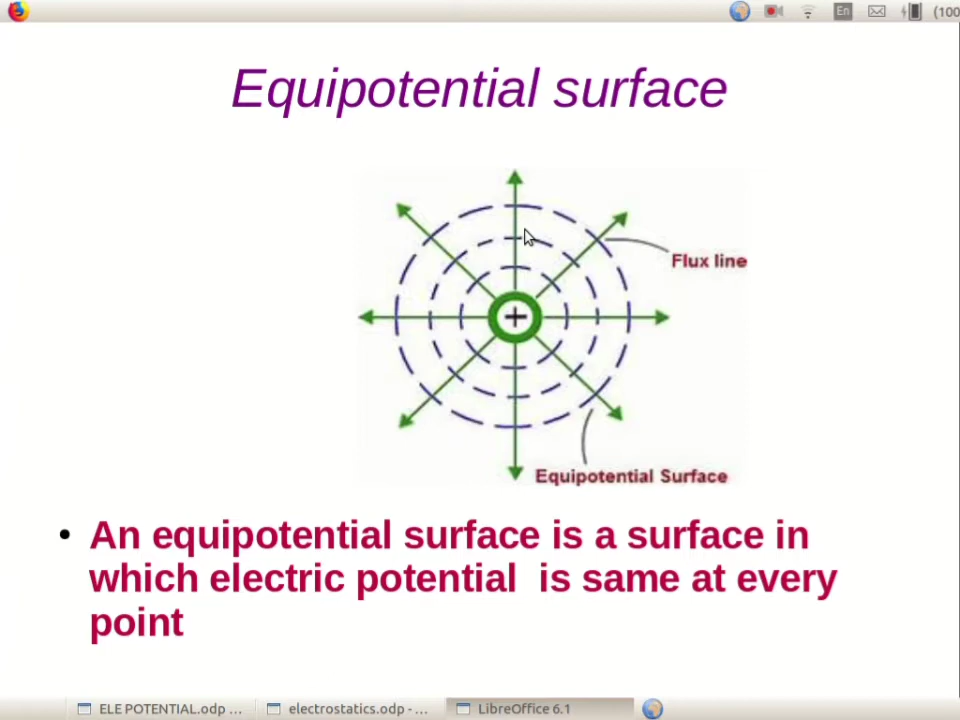 En
(100
Equipotential surface
Flux line
+
Equipotential Surface
• An equipotential surface is a surface in
which electric potential  is same at every
point
ELE POTENTIAL.odp ...
electrostatics.odp - ...
LibreOffice 6.1